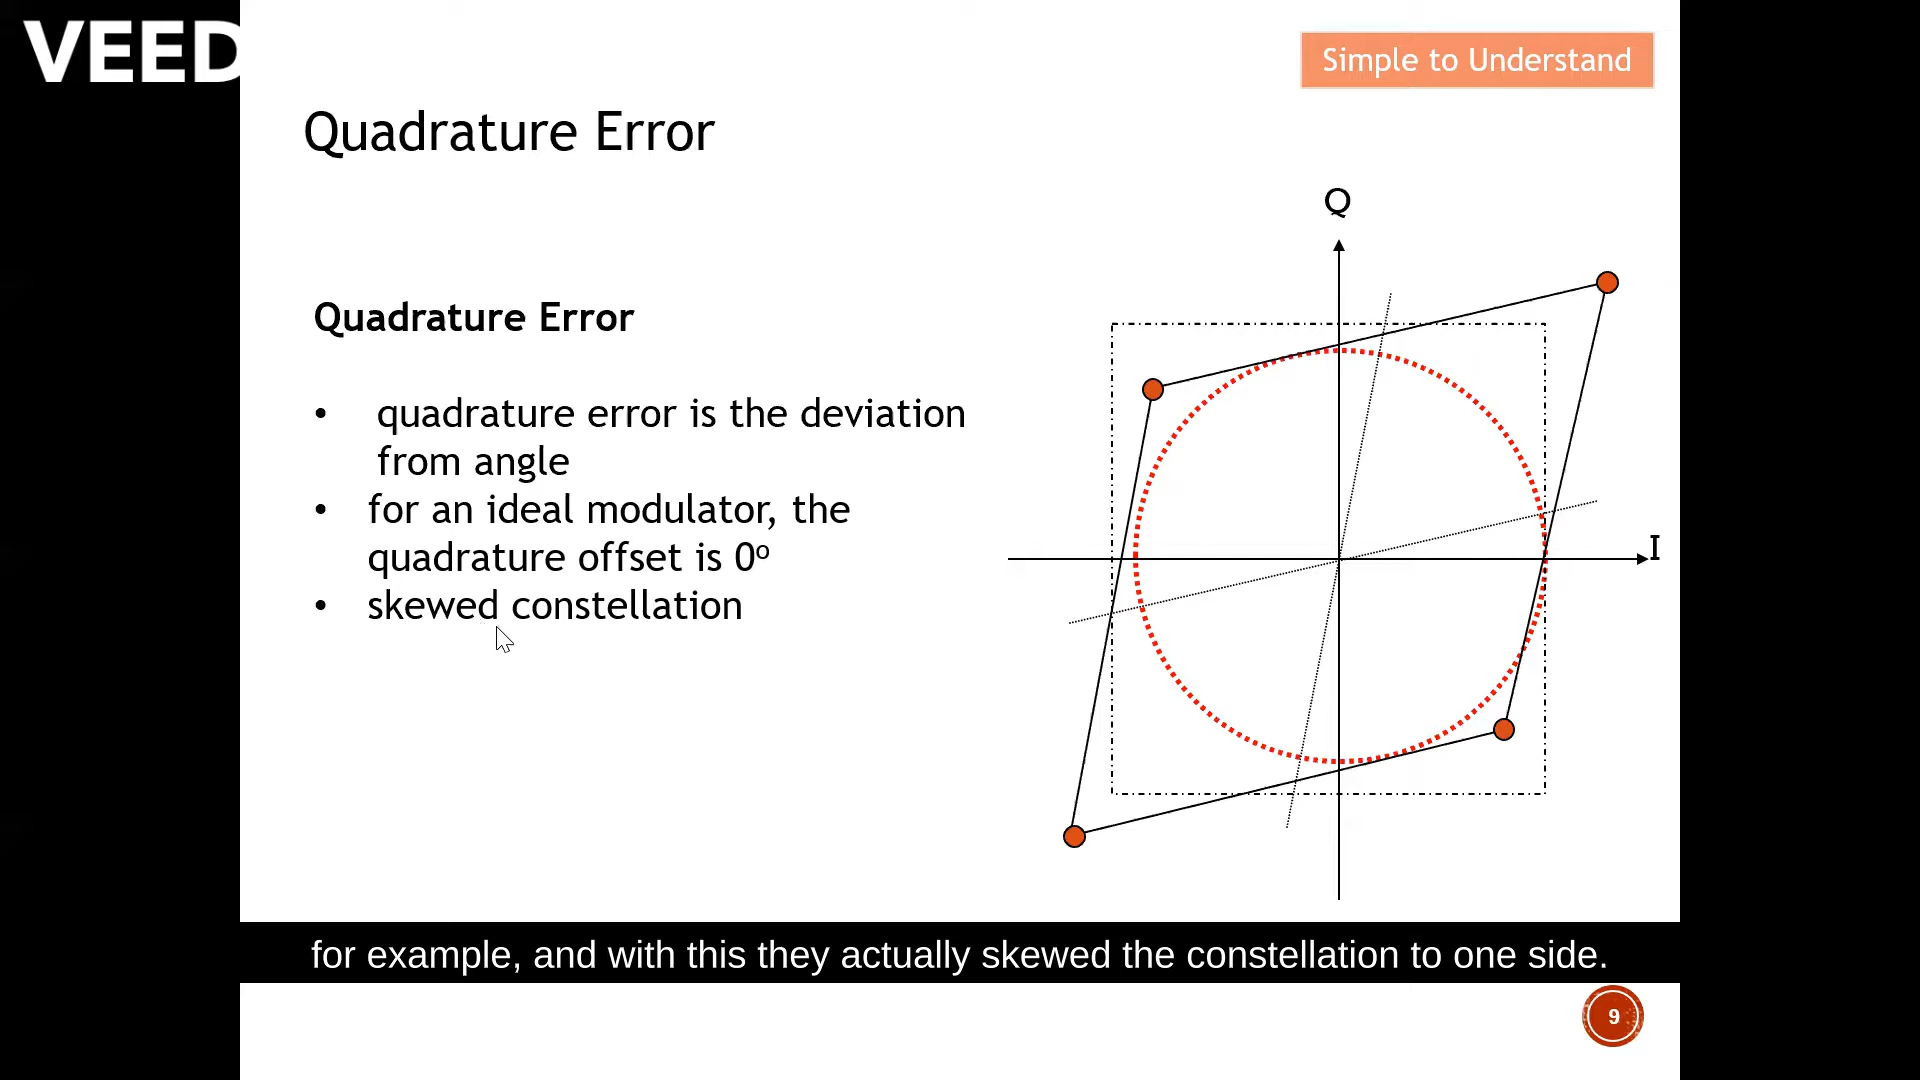 VEED
Simple to Understand
Quadrature Error
Quadrature Error
• quadrature error is the deviation
from angle
• for an ideal modulator, the
quadrature offset is 0º
• skewed constellation
Q
I
for example, and with this they actually skewed the constellation to one side.
9